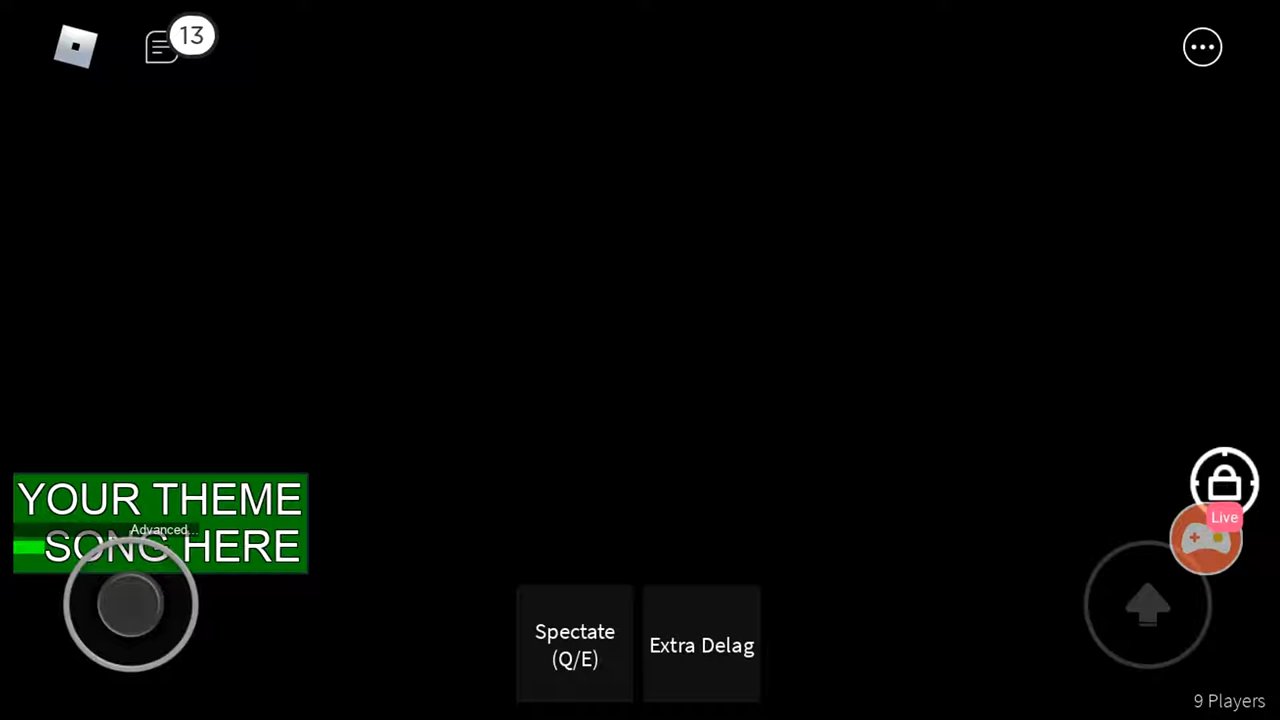 13
YOUR THEME
SONG HERE
Advanced...
Live
Spectate
(Q/E)
Extra Delag
9 Players